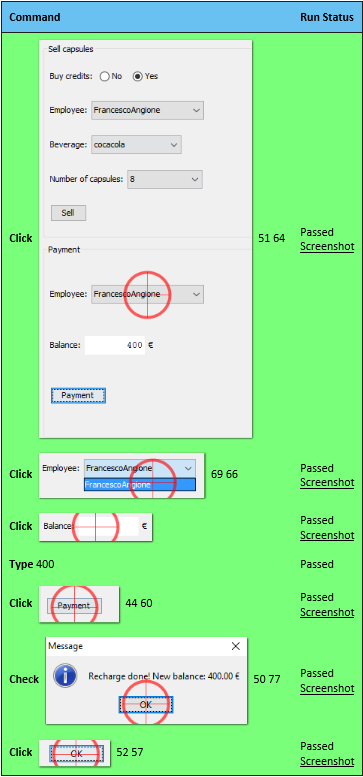 Command Run Status
Sell capsules
Buy credits: No Yes
Employee: FrancescoAngione
Beverage: cocacola
Number of capsules: 8
Sell
Click 51 64 Passed
Screenshot
Payment
Employee: FrancescoAngione
Balance: 400 €
Payment
Click Employee: FrancescoAngione 69 66 Passed
FrancescoAngione Screenshot
Click Balance: € Passed
Screenshot
Type 400 Passed
Click Payment 44 60 Passed
Screenshot
Message
Check Recharge done! New balance: 400.00 € 50 77 Passed
Screenshot
OK
Click OK 52 57 Passed
Screenshot